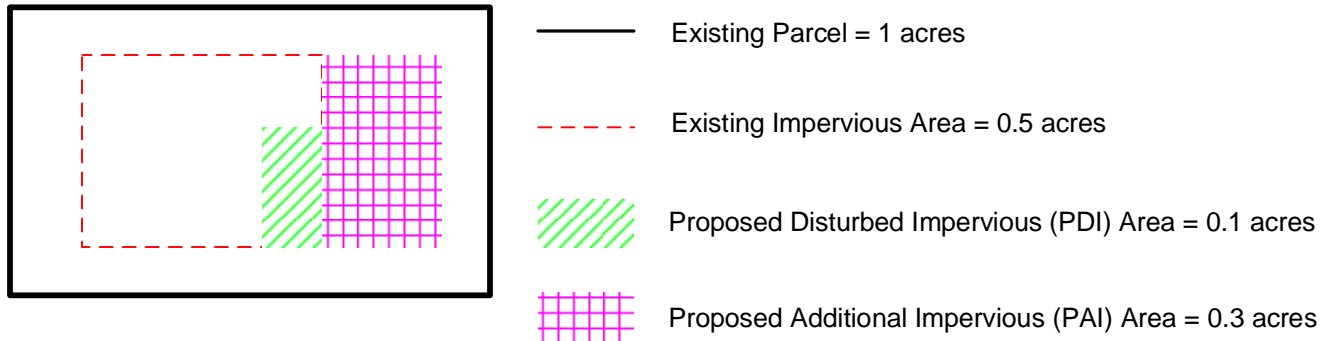 Existing Parcel = 1 acres
Existing Impervious Area = 0.5 acres
Proposed Disturbed Impervious (PDI) Area = 0.1 acres
Proposed Additional Impervious (PAI) Area = 0.3 acres